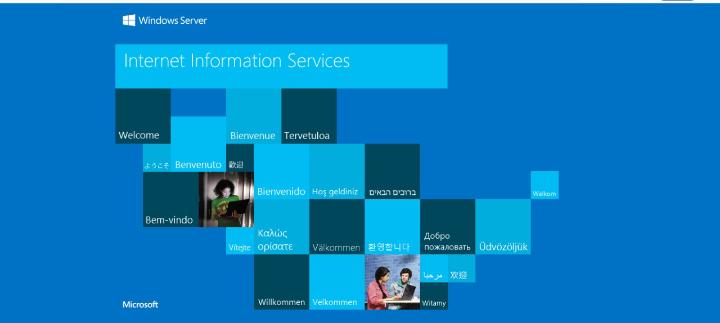 Windows Server
Internet Information Services
Welcome
Bienvenue
Tervetuloa
ようこそ
Benvenuto
歡迎
Bienvenido
Hoş geldiniz
ברוכים הבאים
Welkom
Bem-vindo
Vítejte
Καλώς
ορίσατε
Välkommen
환영합니다
Добро
пожаловать
Üdvözöljük
مرحبا
欢迎
Microsoft
Willkommen
Velkommen
Witamy